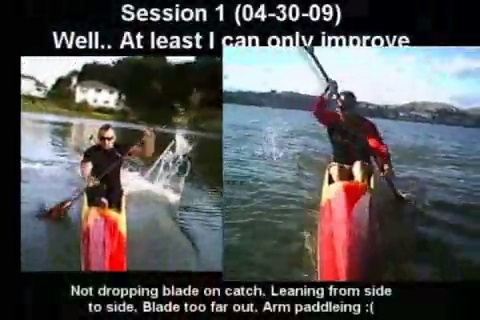 Session 1 (04-30-09)
Well.. At least I can only improve
Not dropping blade on catch. Leaning from side
to side. Blade too far out. Arm paddleing :(